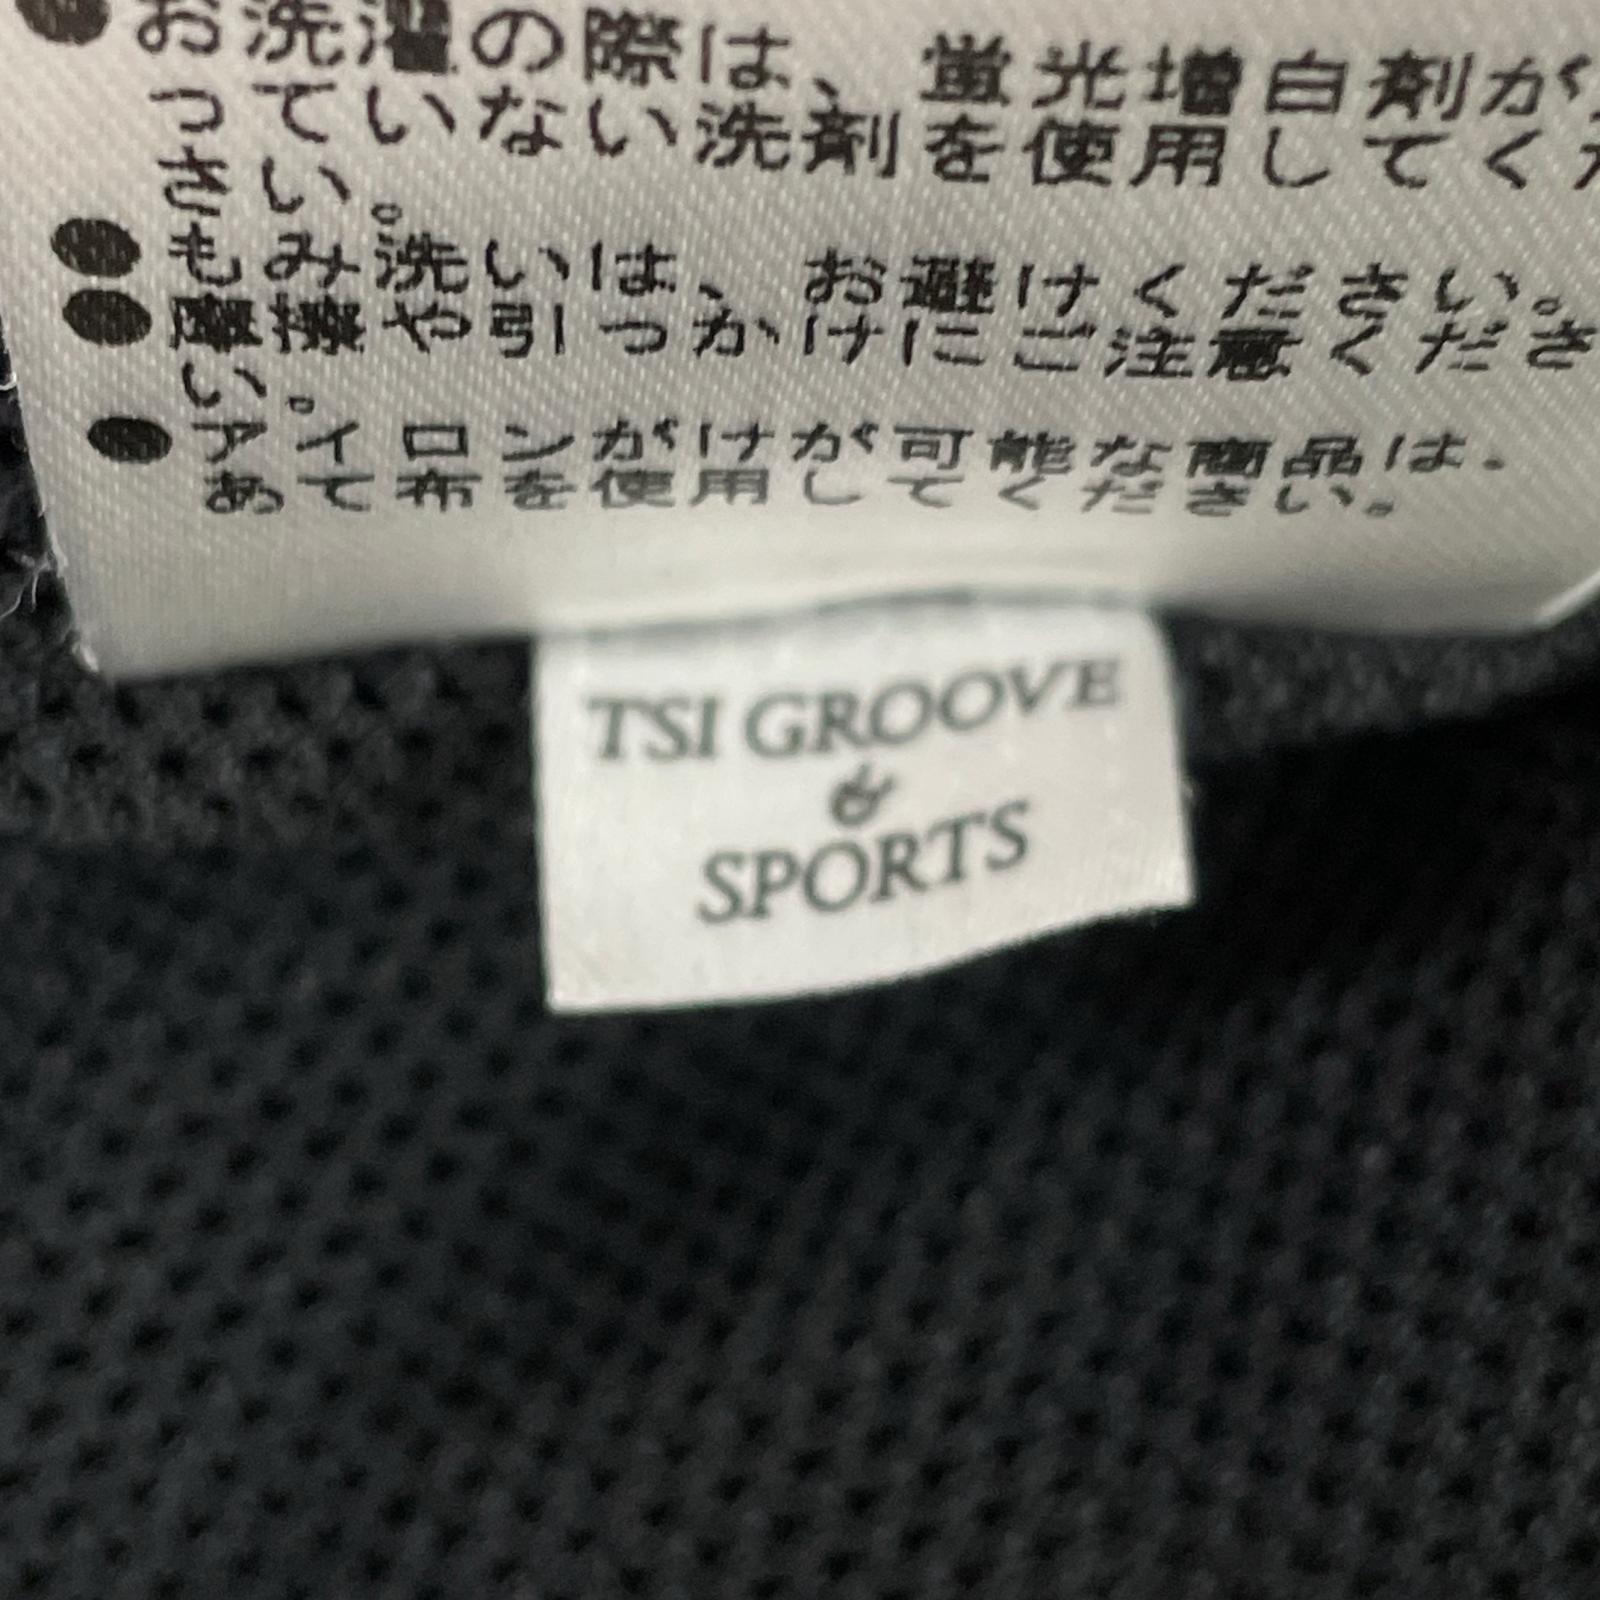 ●お洗濯の際は、蛍光増白剤が
っていない洗剤を使用してく
さい。
●もみ洗いは、お避けください。
●摩擦や引っかけにご注意くださ
い。
●アイロンがけが可能な商品は、
あて布を使用してください。
TSI GROOVE
&
SPORTS